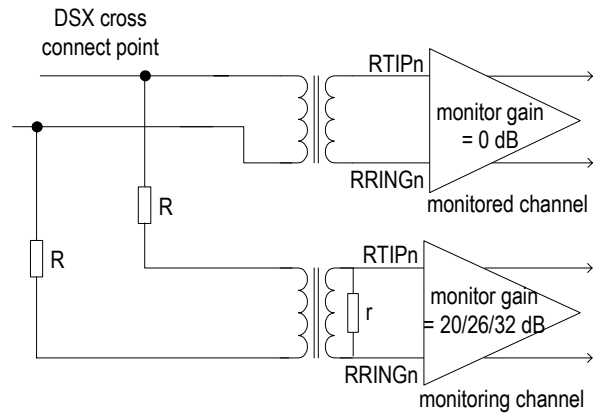 DSX cross
connect point
RTIPn
monitor gain
= 0 dB
RRINGn
monitored channel
R
R
RTIPn
monitor gain
= 20/26/32 dB
r
RRINGn
monitoring channel